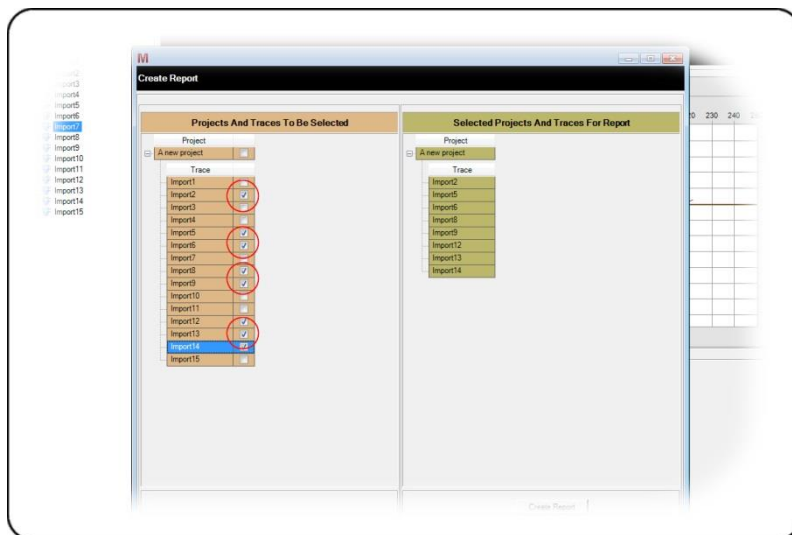 Import3
Import4
Import5
Import6
Import7
Import8
Import9
Import10
Import11
Import12
Import13
Import14
Import15
M
Create Report
Projects And Traces To Be Selected
Project
A new project
Trace
Import1
Import2
Import3
Import4
Import5
Import6
Import7
Import8
Import9
Import10
Import11
Import12
Import13
Import14
Import15
Selected Projects And Traces For Report
Project
A new project
Trace
Import2
Import5
Import6
Import8
Import9
Import12
Import13
Import14
Create Report
230 240